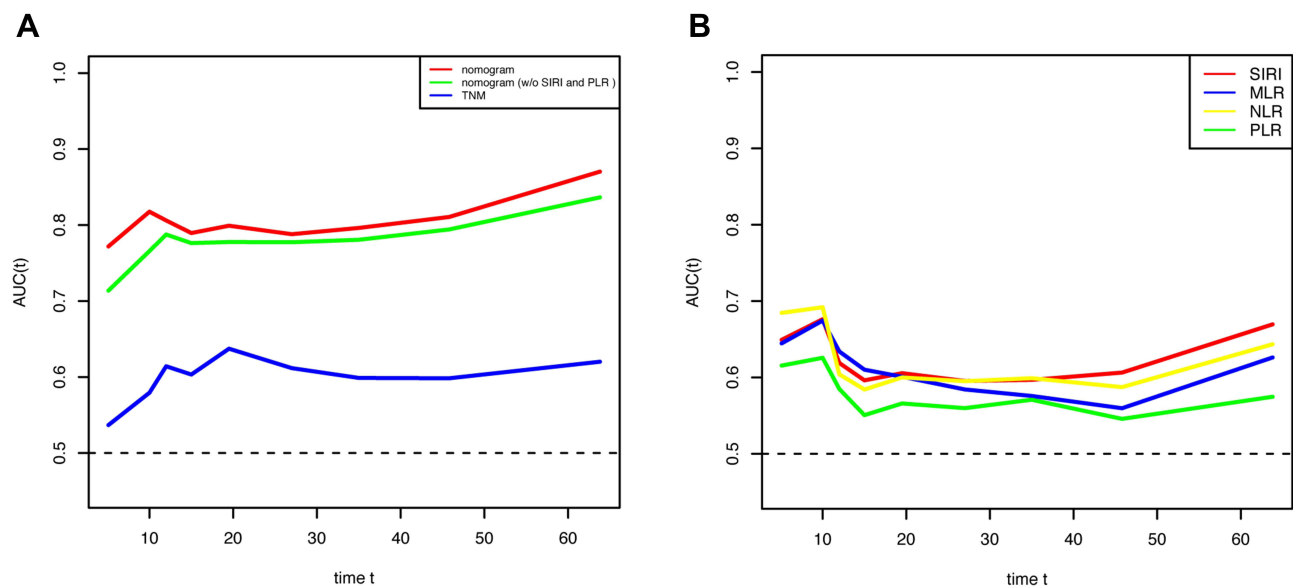 A
nomogram
nomogram (w/o SIRI and PLR )
TNM
1.0
0.9
0.8
0.7
0.6
0.5
AUC(t)
10 20 30 40 50 60
time t
B
SIRI
MLR
NLR
PLR
1.0
0.9
0.8
0.7
0.6
0.5
AUC(t)
10 20 30 40 50 60
time t